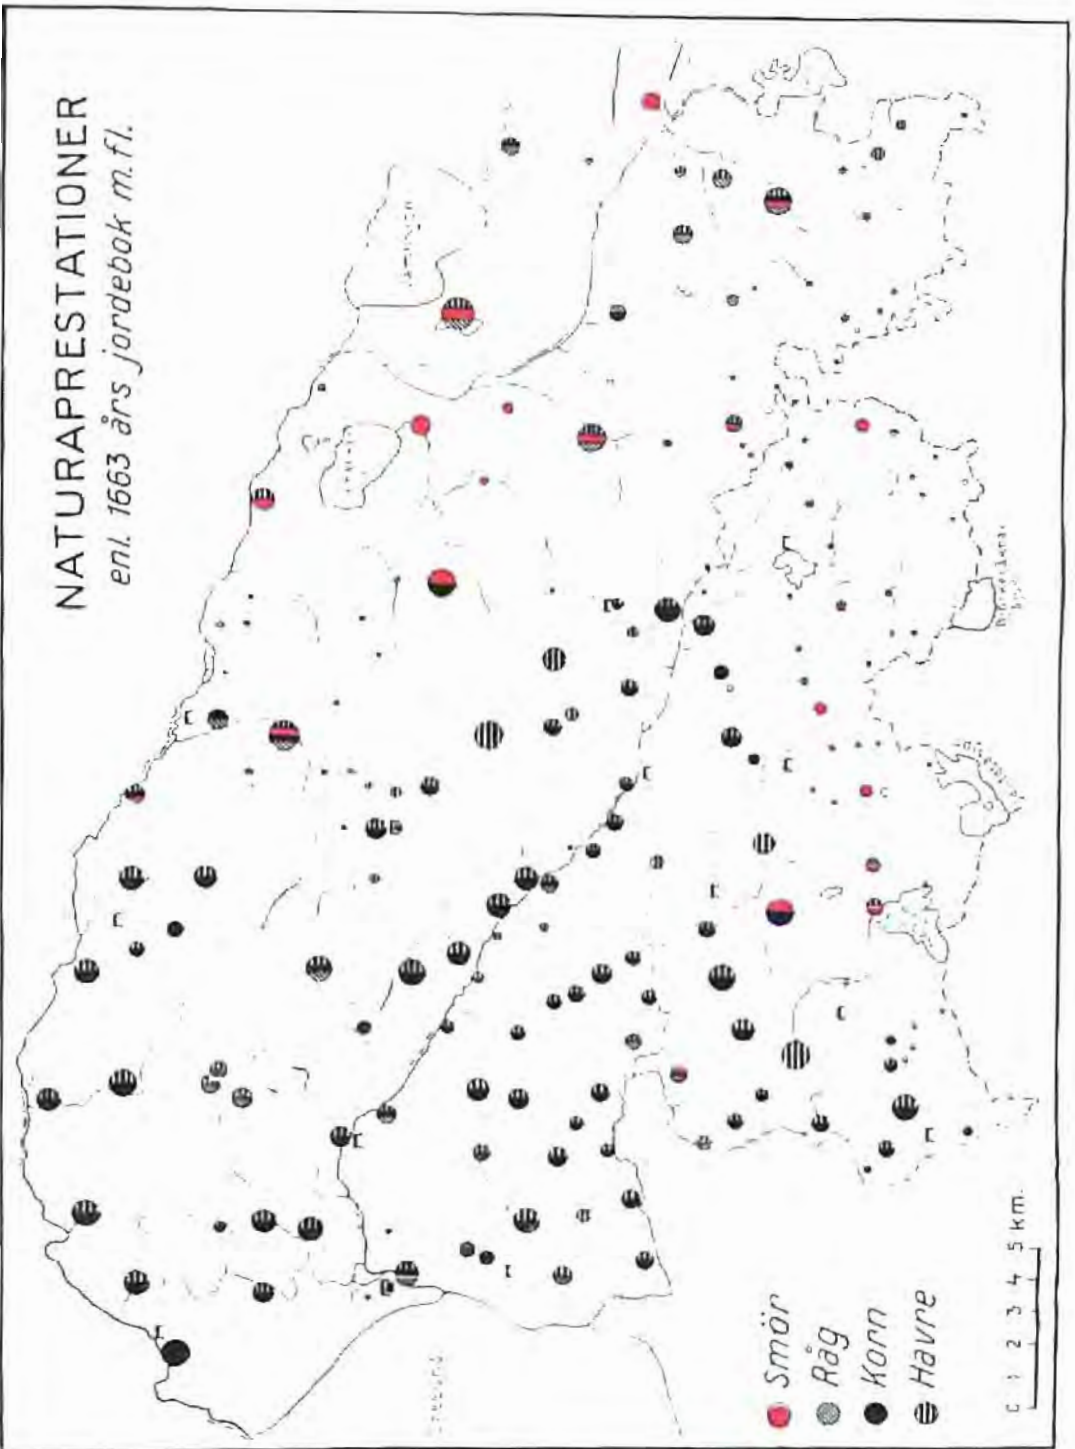 NATURAPRESTATIONER
enl. 1663 års jordebok m. fl.
Smör
Råg
Korn
Havre
0 1 2 3 4 5 km.